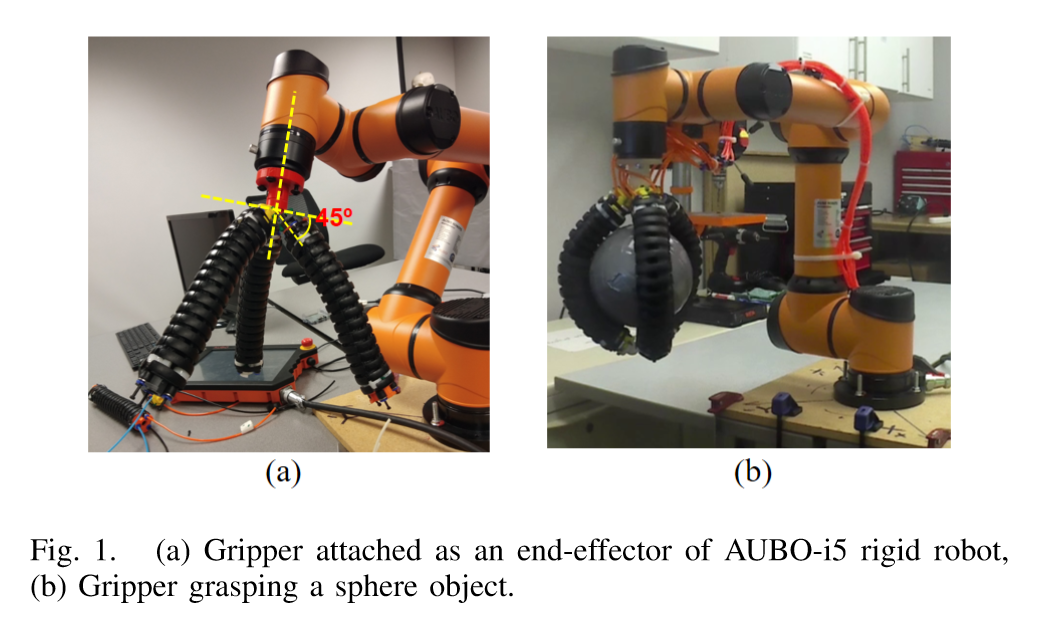 45º
(a)
(b)
Fig. 1. (a) Gripper attached as an end-effector of AUBO-i5 rigid robot,
(b) Gripper grasping a sphere object.